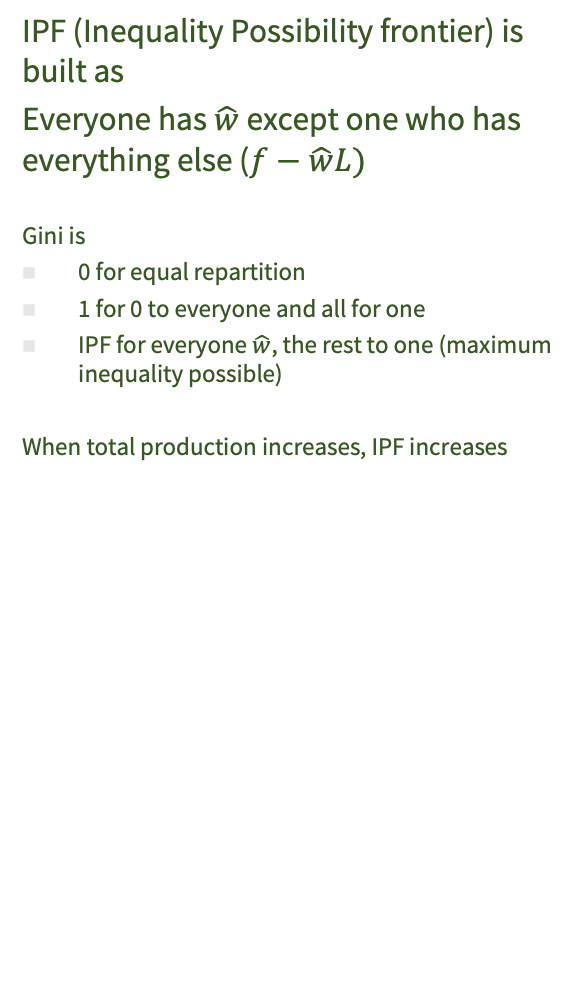 IPF (Inequality Possibility frontier) is
built as
Everyone has ŵ except one who has
everything else (f − ŵL)
Gini is
0 for equal repartition
1 for 0 to everyone and all for one
IPF for everyone ŵ, the rest to one (maximum
inequality possible)
When total production increases, IPF increases